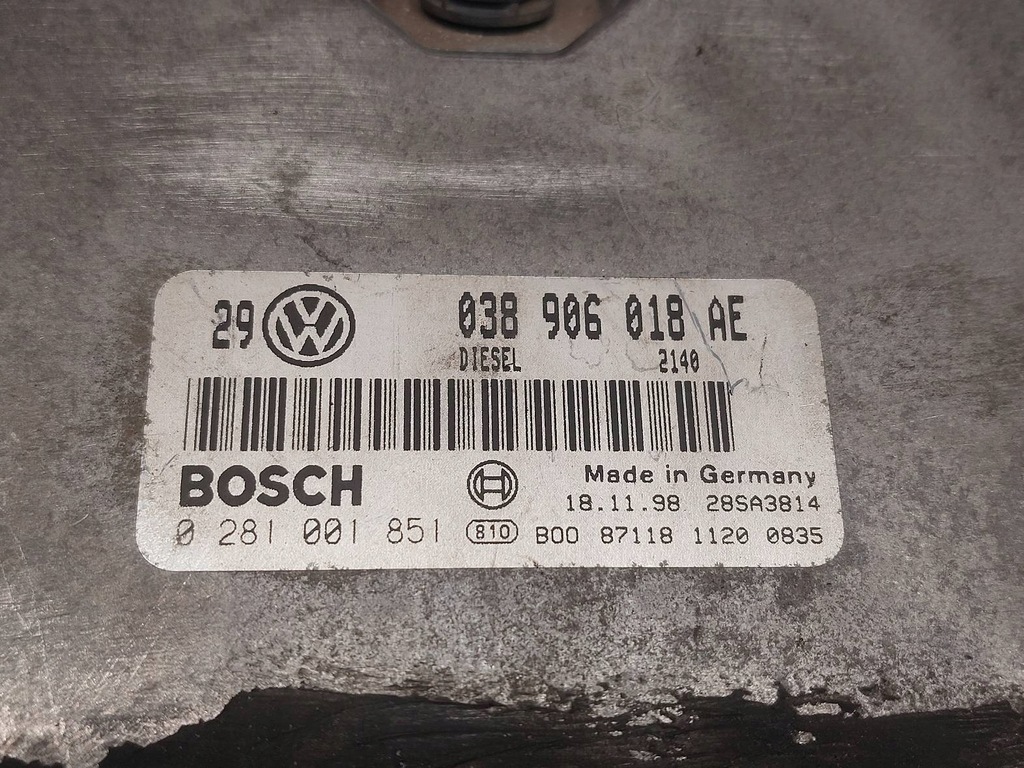 29 VW 038 906 018 AE
DIESEL 2140
BOSCH Made in Germany
18.11.98 28SA3814
0 281 001 851 810 B00 87118 1120 0835